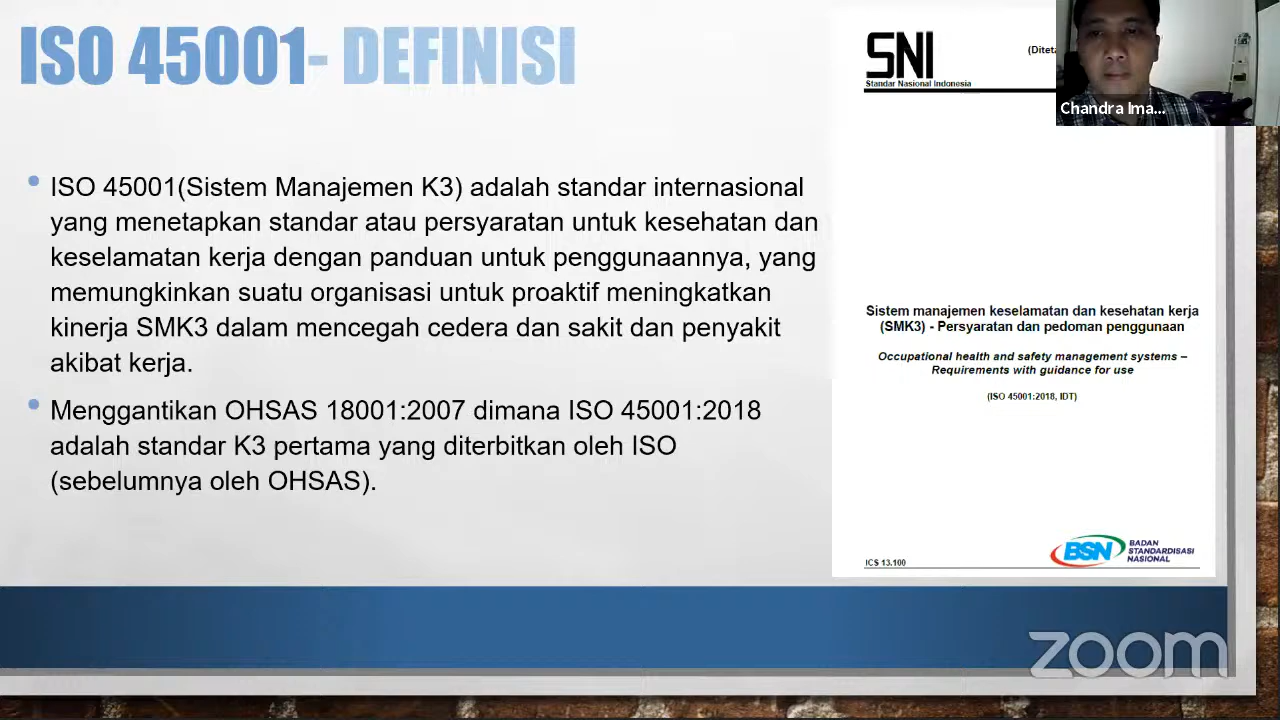 ISO 45001- DEFINISI
ISO 45001(Sistem Manajemen K3) adalah standar internasional
yang menetapkan standar atau persyaratan untuk kesehatan dan
keselamatan kerja dengan panduan untuk penggunaannya, yang
memungkinkan suatu organisasi untuk proaktif meningkatkan
kinerja SMK3 dalam mencegah cedera dan sakit dan penyakit
akibat kerja.
Menggantikan OHSAS 18001:2007 dimana ISO 45001:2018
adalah standar K3 pertama yang diterbitkan oleh ISO
(sebelumnya oleh OHSAS).
SNI
Standar Nasional Indonesia
(Diteta
Chandra Ima...
Sistem manajemen keselamatan dan kesehatan kerja
(SMK3) - Persyaratan dan pedoman penggunaan
Occupational health and safety management systems –
Requirements with guidance for use
(ISO 45001:2018, IDT)
ICS 13.100
BSN
BADAN
STANDARDISASI
NASIONAL
zoom